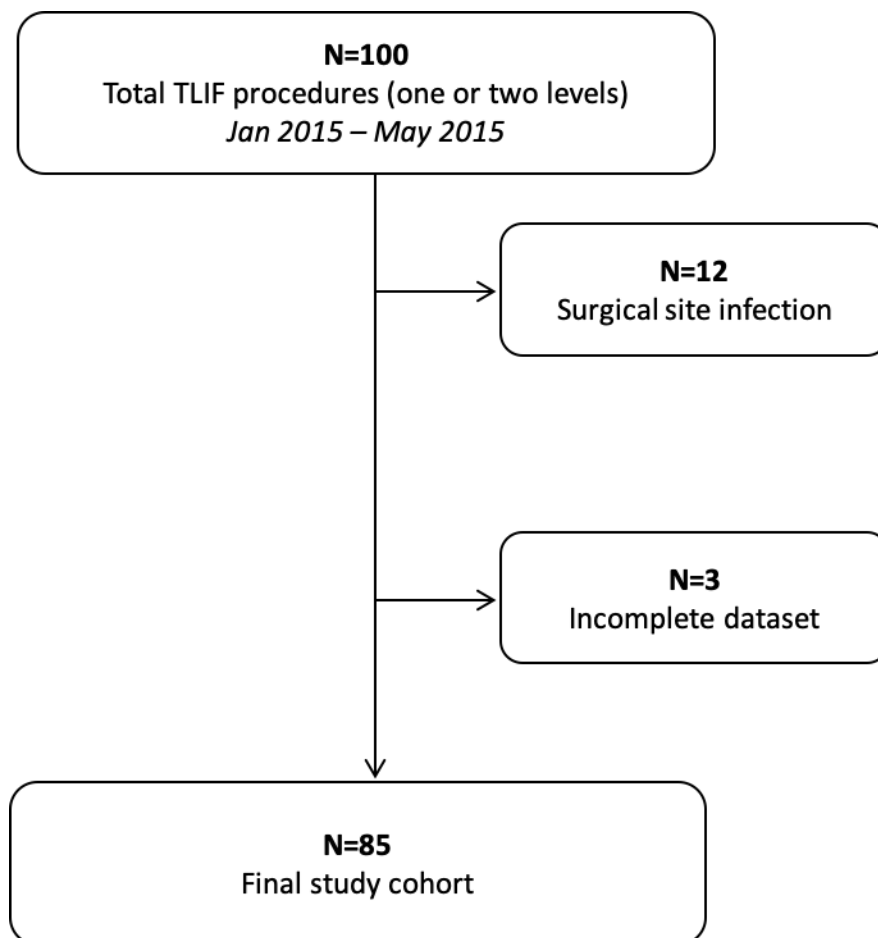 N=100
Total TLIF procedures (one or two levels)
Jan 2015 – May 2015
N=12
Surgical site infection
N=3
Incomplete dataset
N=85
Final study cohort